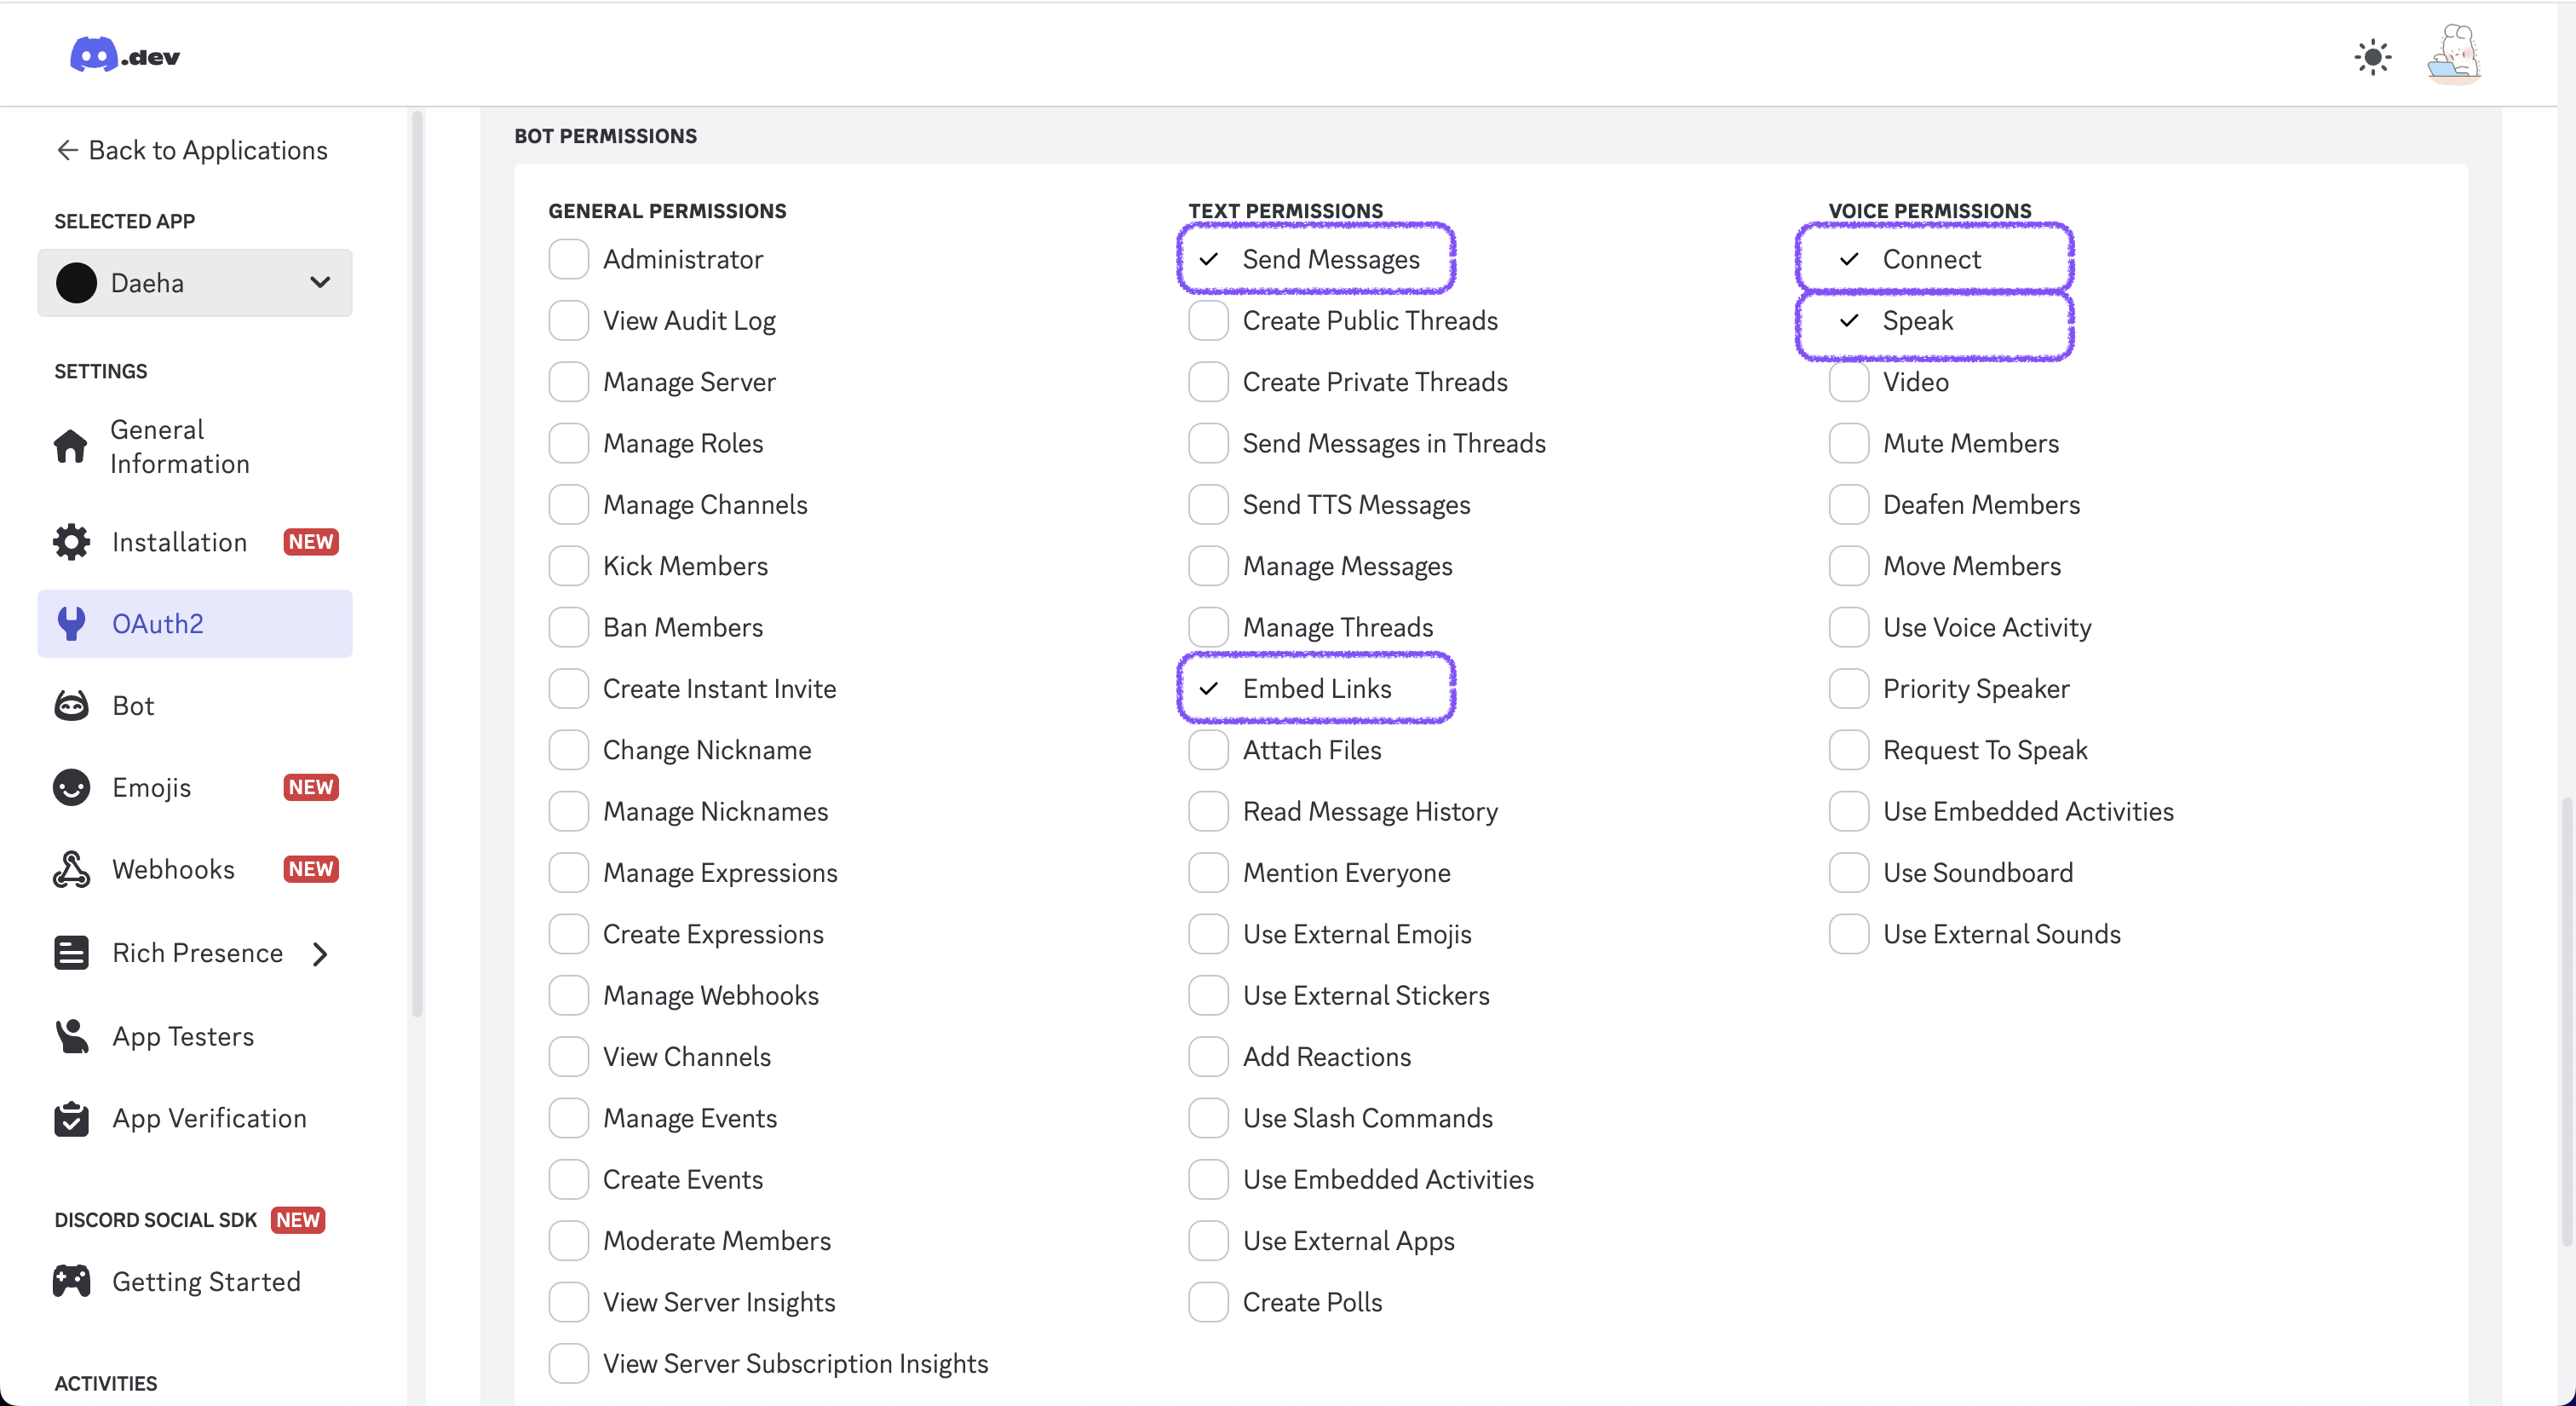 .dev
Back to Applications
SELECTED APP
Daeha
SETTINGS
General
Information
Installation NEW
OAuth2
Bot
Emojis NEW
Webhooks NEW
Rich Presence
App Testers
App Verification
DISCORD SOCIAL SDK NEW
Getting Started
ACTIVITIES
BOT PERMISSIONS
GENERAL PERMISSIONS
Administrator
View Audit Log
Manage Server
Manage Roles
Manage Channels
Kick Members
Ban Members
Create Instant Invite
Change Nickname
Manage Nicknames
Manage Expressions
Create Expressions
Manage Webhooks
View Channels
Manage Events
Create Events
Moderate Members
View Server Insights
View Server Subscription Insights
TEXT PERMISSIONS
Send Messages
Create Public Threads
Create Private Threads
Send Messages in Threads
Send TTS Messages
Manage Messages
Manage Threads
Embed Links
Attach Files
Read Message History
Mention Everyone
Use External Emojis
Use External Stickers
Add Reactions
Use Slash Commands
Use Embedded Activities
Use External Apps
Create Polls
VOICE PERMISSIONS
Connect
Speak
Video
Mute Members
Deafen Members
Move Members
Use Voice Activity
Priority Speaker
Request To Speak
Use Embedded Activities
Use Soundboard
Use External Sounds